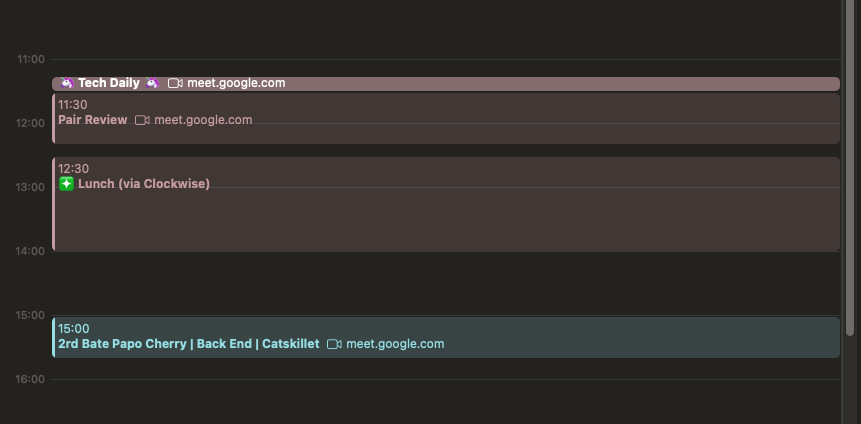 11:00
🦄 Tech Daily 🦄 meet.google.com
11:30
Pair Review meet.google.com
12:00
12:30
Lunch (via Clockwise)
13:00
14:00
15:00
15:00
2rd Bate Papo Cherry | Back End | Catskillet meet.google.com
16:00